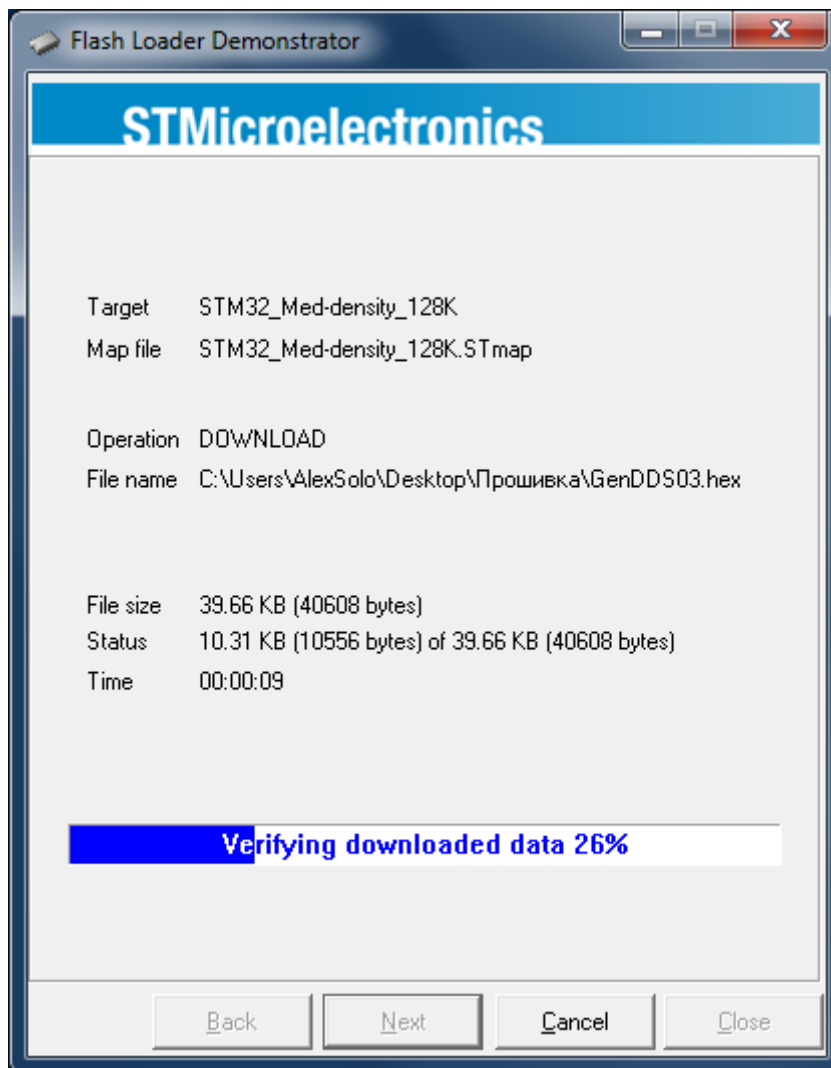 Flash Loader Demonstrator
STMicroelectronics
Target STM32_Med-density_128K
Map file STM32_Med-density_128K.STmap
Operation DOWNLOAD
File name C:\Users\AlexSolo\Desktop\Прошивка\GenDDS03.hex
File size 39.66 KB (40608 bytes)
Status 10.31 KB (10556 bytes) of 39.66 KB (40608 bytes)
Time 00:00:09
Verifying downloaded data 26%
Back Next Cancel Close